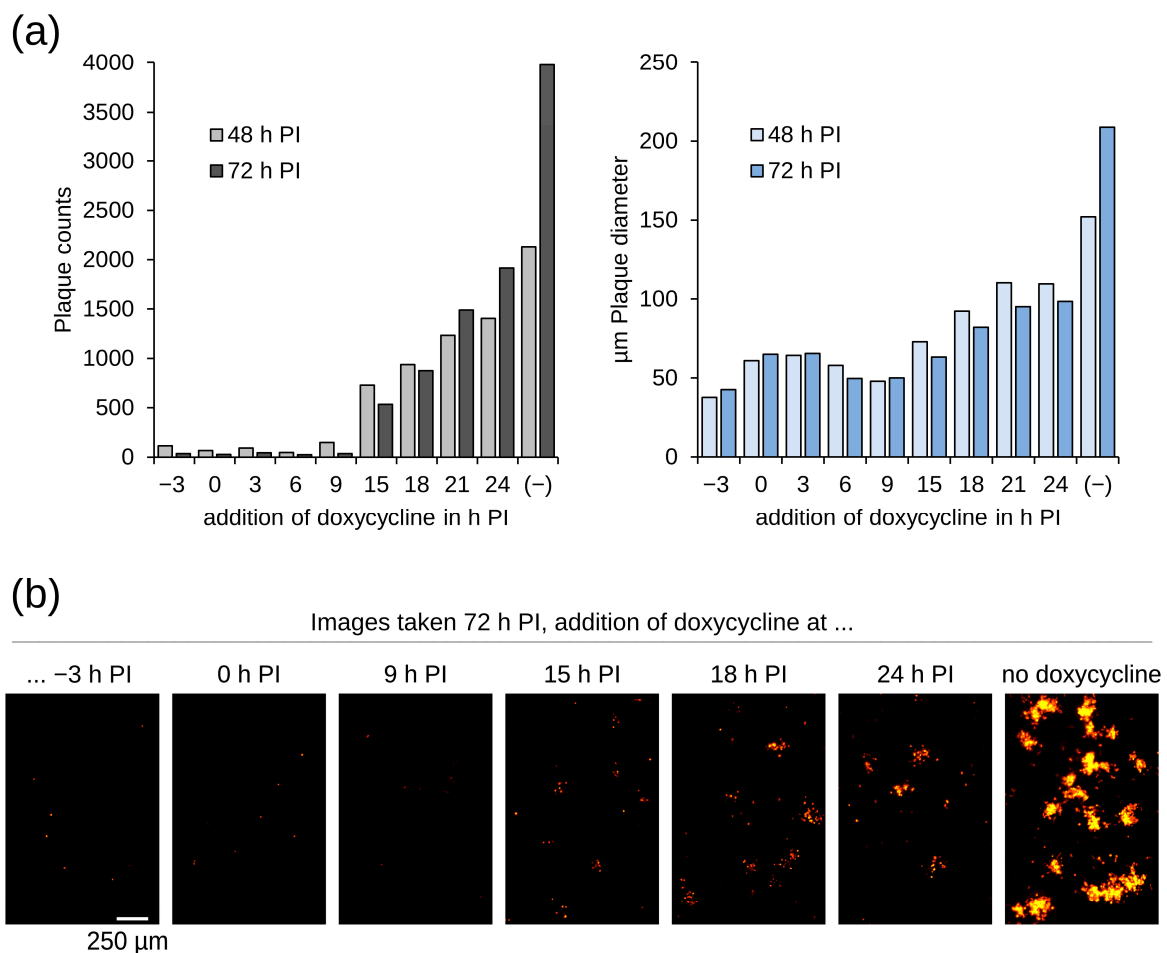 (a)
4000
3500
3000
2500
2000
1500
1000
500
0
Plaque counts
48 h PI
72 h PI
−3 0 3 6 9 15 18 21 24 (−)
addition of doxycycline in h PI
250
200
150
100
50
0
µm Plaque diameter
48 h PI
72 h PI
−3 0 3 6 9 15 18 21 24 (−)
addition of doxycycline in h PI
(b)
Images taken 72 h PI, addition of doxycycline at ...
... −3 h PI 0 h PI 9 h PI 15 h PI 18 h PI 24 h PI no doxycycline
250 µm